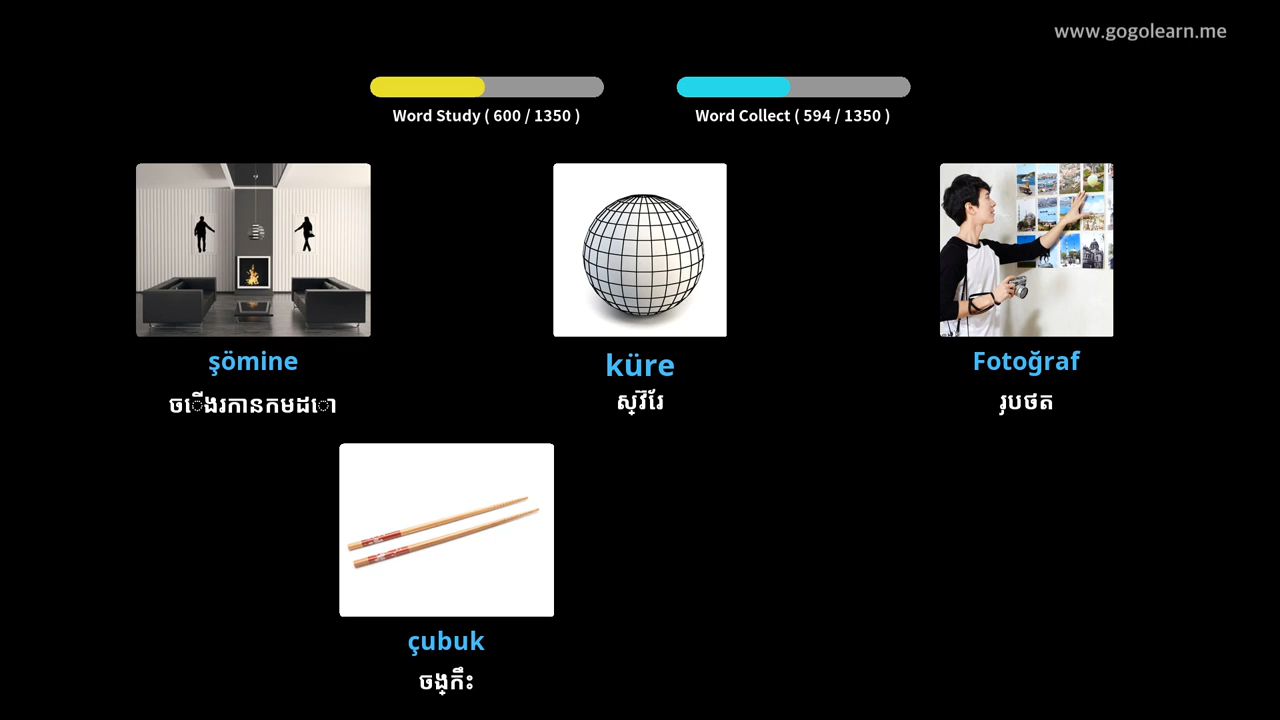 www.gogolearn.me
Word Study ( 600 / 1350 )
Word Collect ( 594 / 1350 )
şömine
ចើងរកានកមដោ
küre
ស្វ៊ែរ
Fotoğraf
រូបថត
çubuk
ចង្កឹះ